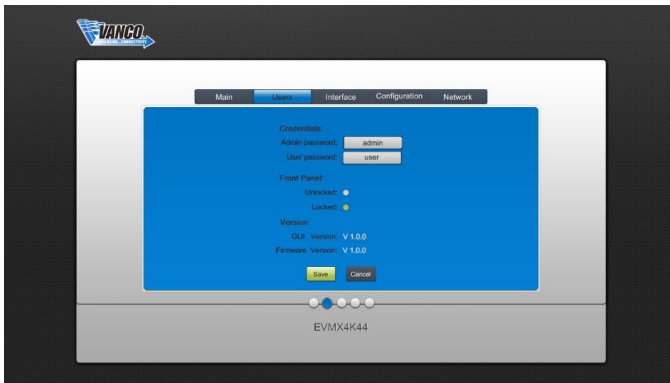 VANCO
Main Users Interface Configuration Network
Credentials:
Admin password: admin
User password: user
Front Panel:
Unlocked:
Locked:
Version:
GUI Version: V 1.0.0
Firmware Version: V 1.0.0
Save Cancel
EVMX4K44